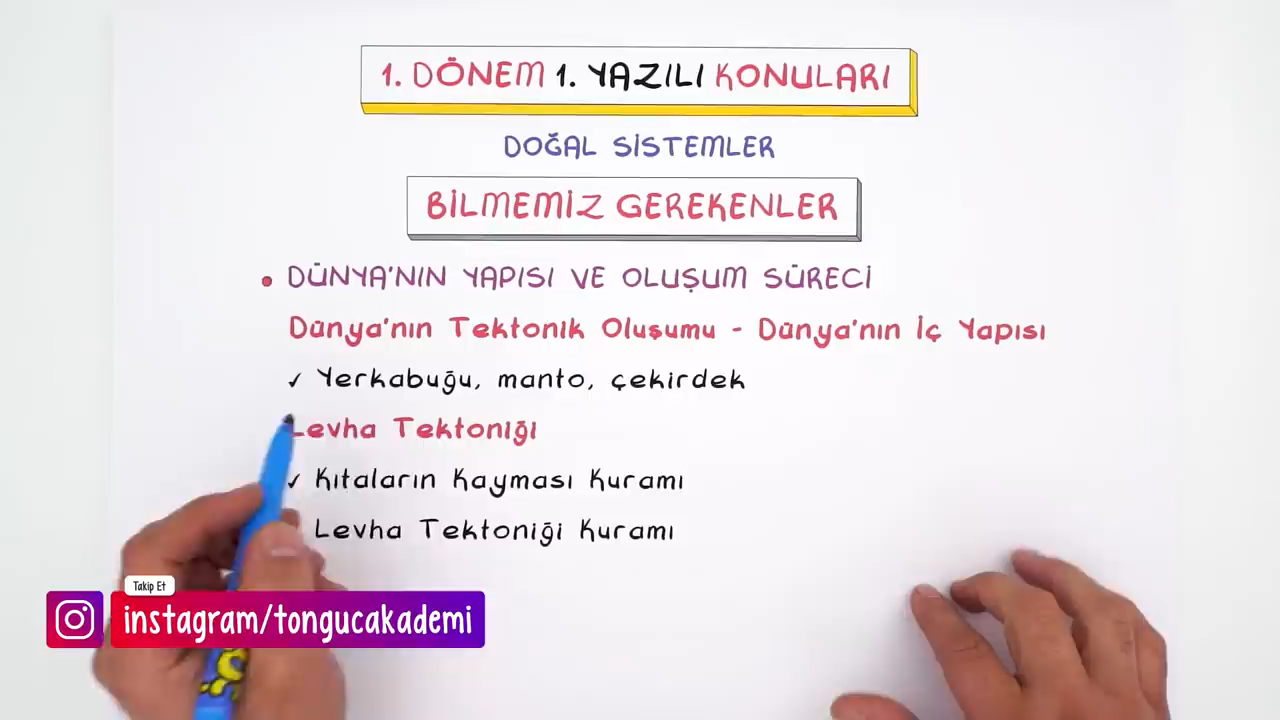 1. DÖNEM 1. YAZILI KONULARI
DOĞAL SİSTEMLER
BİLMEMİZ GEREKENLER
• DÜNYA'NIN YAPISI VE OLUŞUM SÜRECİ
Dünya'nın Tektonik Oluşumu - Dünya'nın İç Yapısı
✓ Yerkabuğu, manto, çekirdek
Levha Tektoniği
✓ Kıtaların Kayması Kuramı
Levha Tektoniği Kuramı
Takip Et
instagram/tongucakademi